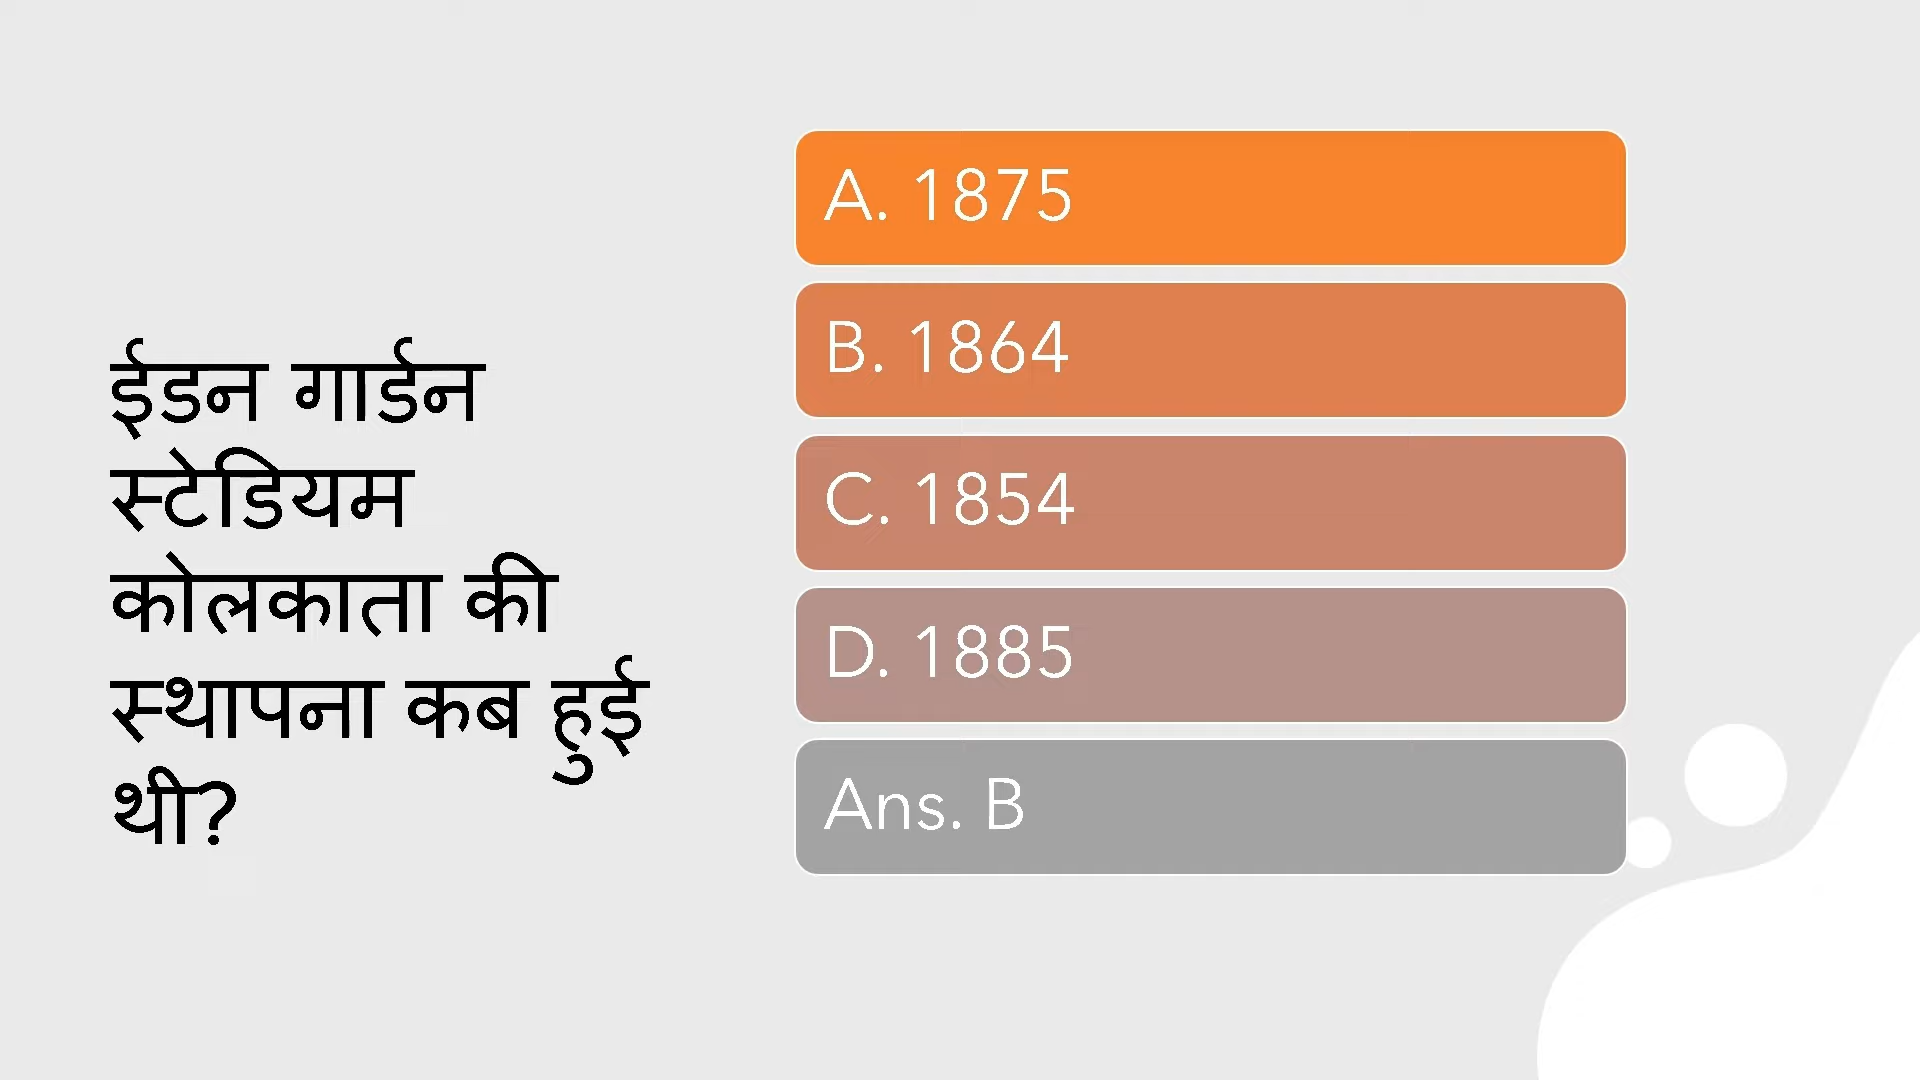 ईडन गार्डन
स्टेडियम
कोलकाता की
स्थापना कब हुई
थी?
A. 1875
B. 1864
C. 1854
D. 1885
Ans. B